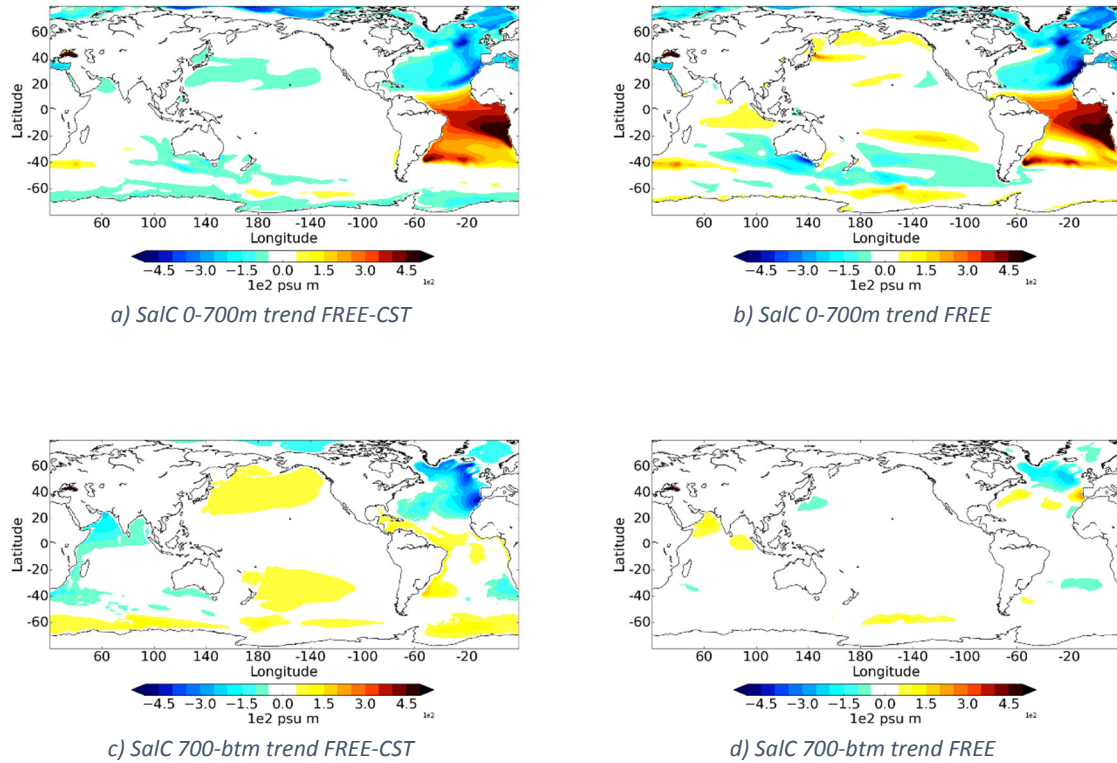 60
40
20
0
-20
-40
-60
Latitude
60 100 140 180 -140 -100 -60 -20
Longitude
−4.5 −3.0 −1.5 0.0 1.5 3.0 4.5
1e2 psu m
1e2
a) SalC 0-700m trend FREE-CST
60
40
20
0
-20
-40
-60
Latitude
60 100 140 180 -140 -100 -60 -20
Longitude
−4.5 −3.0 −1.5 0.0 1.5 3.0 4.5
1e2 psu m
1e2
b) SalC 0-700m trend FREE
60
40
20
0
-20
-40
-60
Latitude
60 100 140 180 -140 -100 -60 -20
Longitude
−4.5 −3.0 −1.5 0.0 1.5 3.0 4.5
1e2 psu m
1e2
c) SalC 700-btm trend FREE-CST
60
40
20
0
-20
-40
-60
Latitude
60 100 140 180 -140 -100 -60 -20
Longitude
−4.5 −3.0 −1.5 0.0 1.5 3.0 4.5
1e2 psu m
1e2
d) SalC 700-btm trend FREE